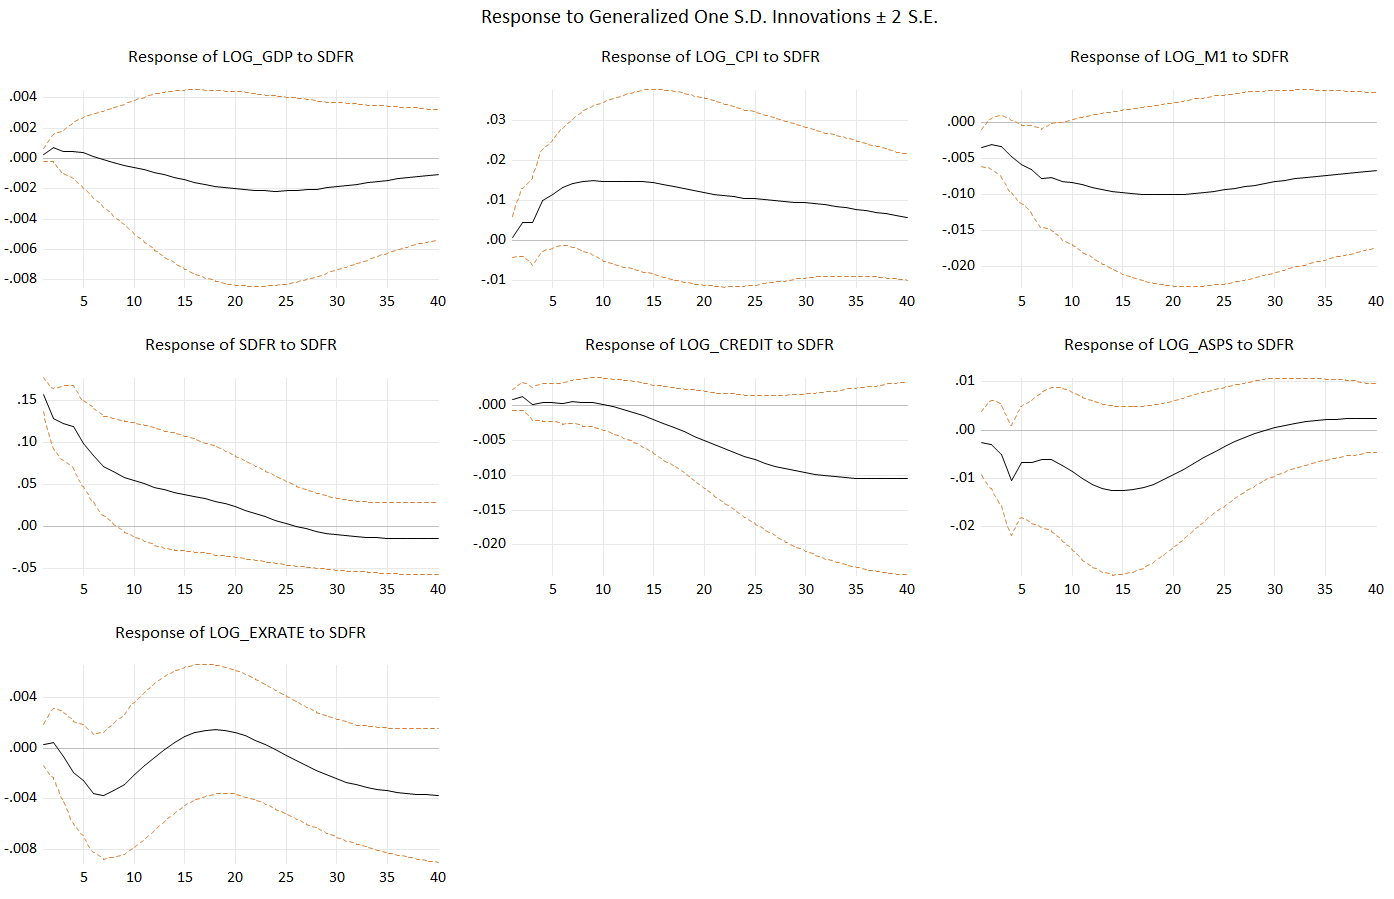 Response to Generalized One S.D. Innovations ± 2 S.E.
Response of LOG_GDP to SDFR
.004
.002
.000
-.002
-.004
-.006
-.008
5 10 15 20 25 30 35 40
Response of LOG_CPI to SDFR
.03
.02
.01
.00
-.01
5 10 15 20 25 30 35 40
Response of LOG_M1 to SDFR
.000
-.005
-.010
-.015
-.020
5 10 15 20 25 30 35 40
Response of SDFR to SDFR
.15
.10
.05
.00
-.05
5 10 15 20 25 30 35 40
Response of LOG_CREDIT to SDFR
.000
-.005
-.010
-.015
-.020
5 10 15 20 25 30 35 40
Response of LOG_ASPS to SDFR
.01
.00
-.01
-.02
5 10 15 20 25 30 35 40
Response of LOG_EXRATE to SDFR
.004
.000
-.004
-.008
5 10 15 20 25 30 35 40